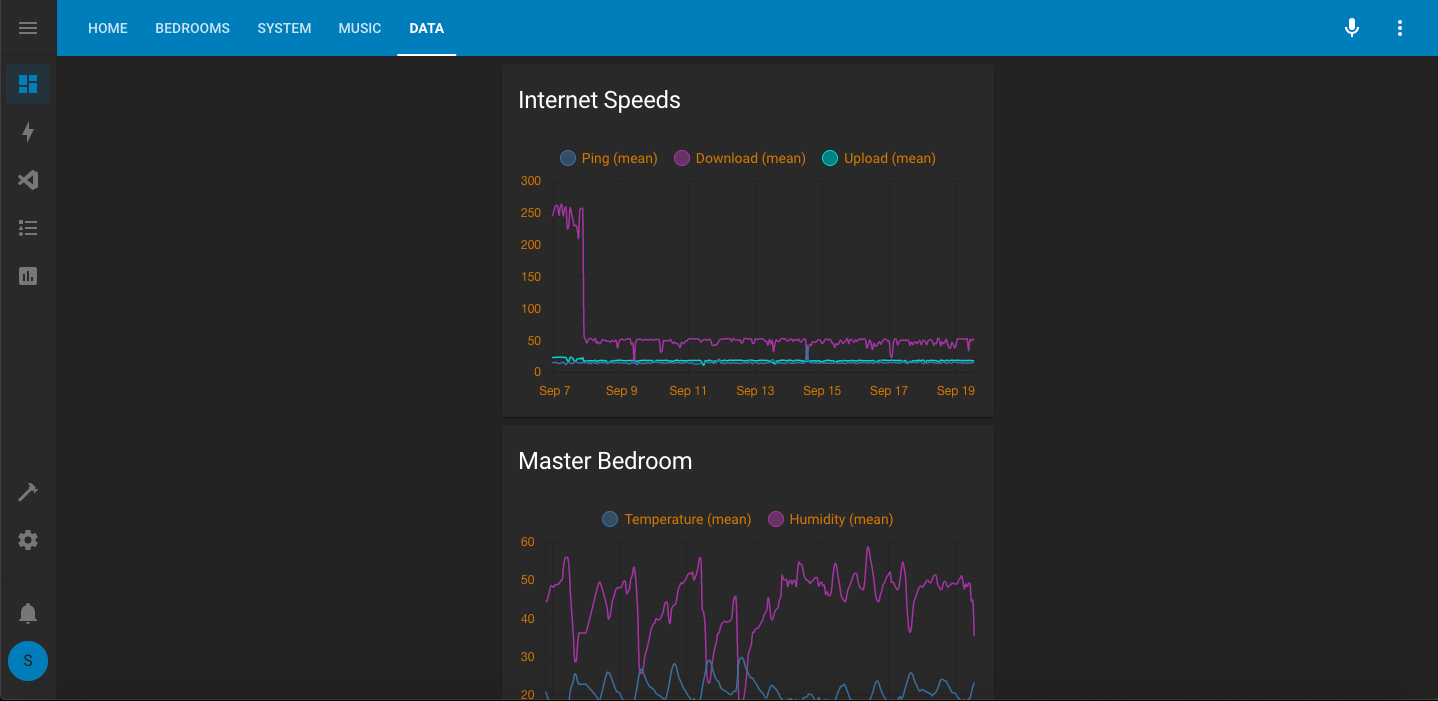 HOME BEDROOMS SYSTEM MUSIC DATA
Internet Speeds
Ping (mean) Download (mean) Upload (mean)
300
250
200
150
100
50
0
Sep 7 Sep 9 Sep 11 Sep 13 Sep 15 Sep 17 Sep 19
Master Bedroom
Temperature (mean) Humidity (mean)
60
50
40
30
20
S